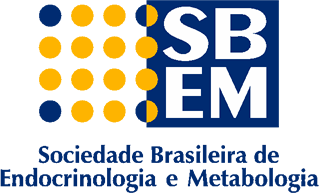 SB
EM
Sociedade Brasileira de
Endocrinologia e Metabologia